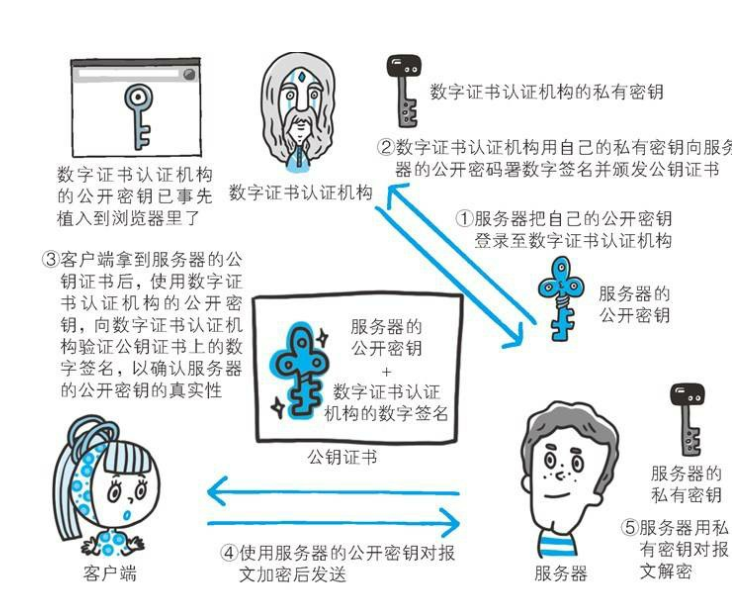 数字证书认证机构
的公开密钥已事先
植入到浏览器里了
数字证书认证机构
数字证书认证机构的私有密钥
②数字证书认证机构用自己的私有密钥向服务
器的公开密码署数字签名并颁发公钥证书
①服务器把自己的公开密钥
登录至数字证书认证机构
服务器的
公开密钥
③客户端拿到服务器的公
钥证书后，使用数字证
书认证机构的公开密
钥，向数字证书认证机
构验证公钥证书上的数
字签名，以确认服务器
的公开密钥的真实性
服务器的
公开密钥
+
数字证书认证
机构的数字签名
公钥证书
客户端
④使用服务器的公开密钥对报
文加密后发送
服务器
服务器的
私有密钥
⑤服务器用私
有密钥对报
文解密